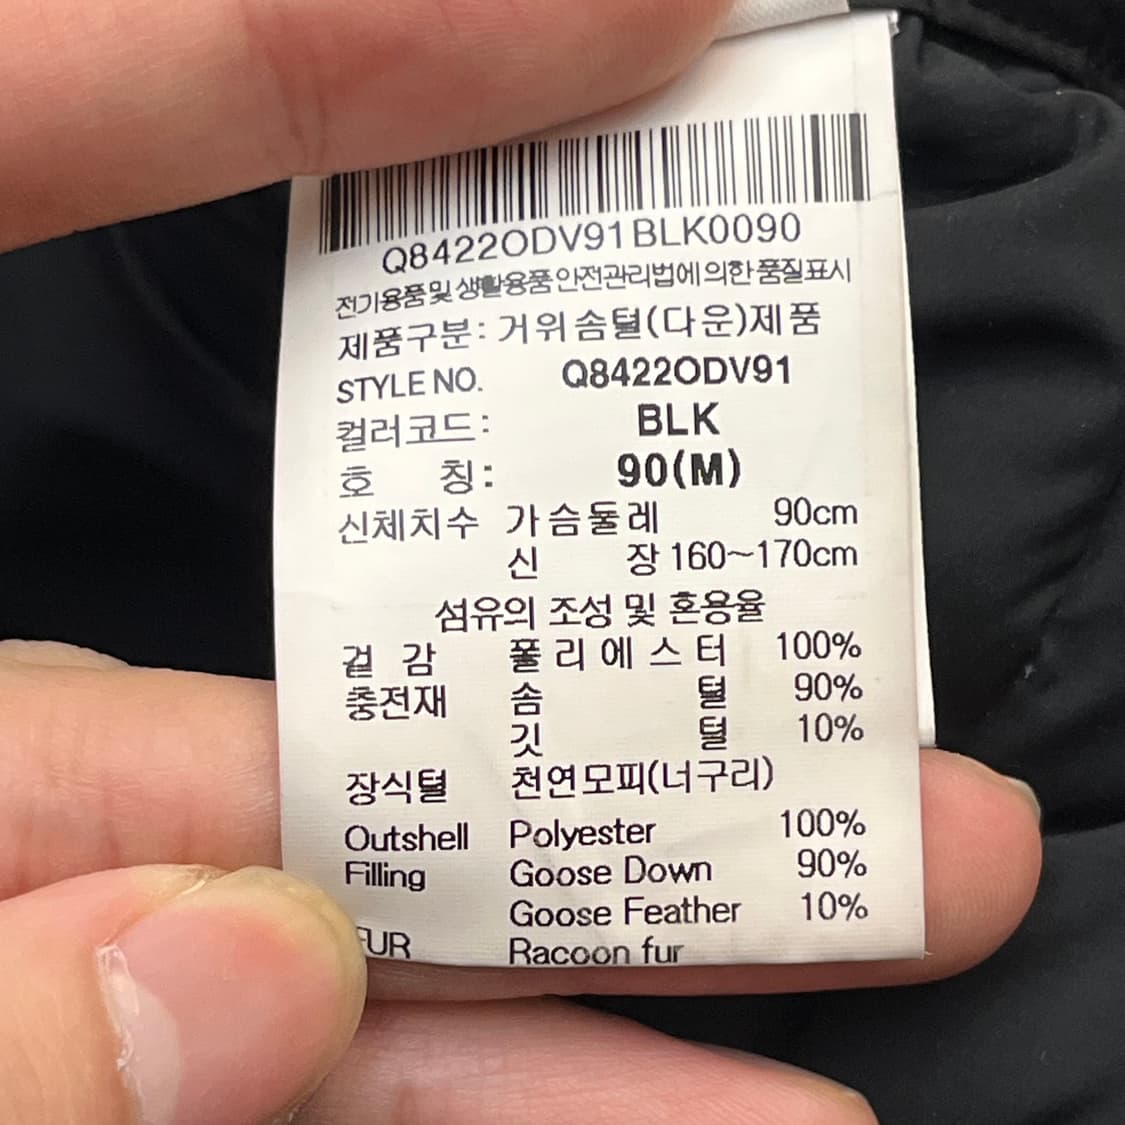 Q8422ODV91BLK0090
전기용품 및 생활용품 안전관리법에 의한 품질표시
제품구분: 거위솜털(다운)제품
STYLE NO. Q8422ODV91
컬러코드: BLK
호 칭: 90(M)
신체치수 가슴둘레 90cm
신 장 160~170cm
섬유의 조성 및 혼용율
겉 감 폴리에스터 100%
충전재 솜 털 90%
깃 털 10%
장식털 천연모피(너구리)
Outshell Polyester 100%
Filling Goose Down 90%
Goose Feather 10%
FUR Racoon fur